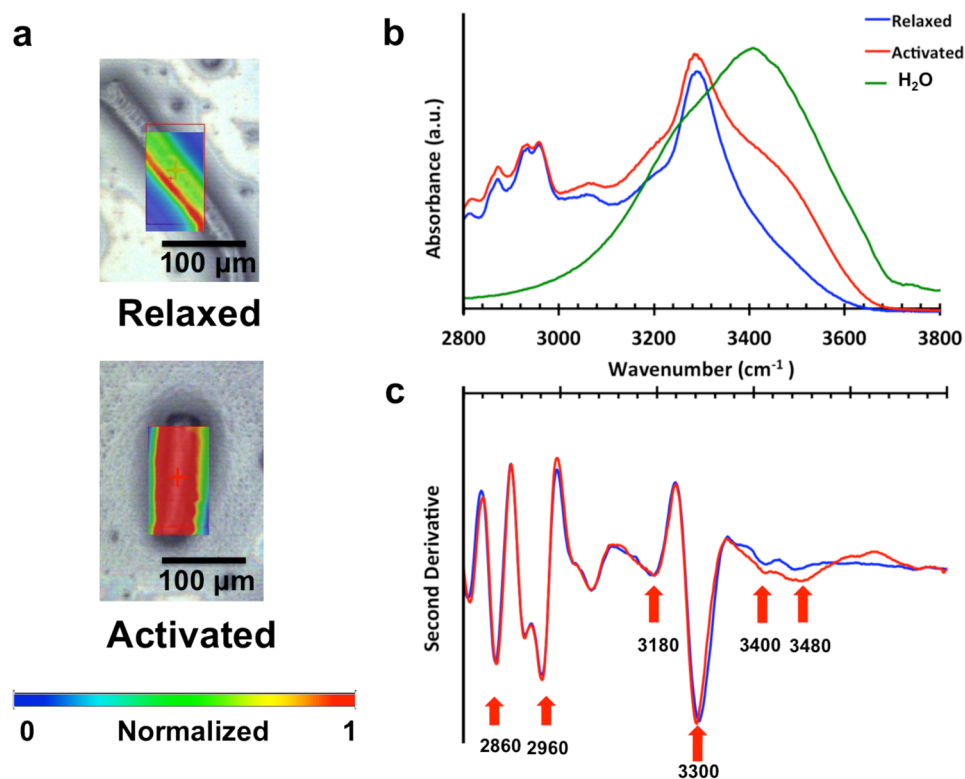 a
100 µm
Relaxed
100 µm
Activated
0 Normalized 1
b
Relaxed
Activated
H₂O
Absorbance (a.u.)
2800 3000 3200 3400 3600 3800
Wavenumber (cm⁻¹ )
c
Second Derivative
2860
2960
3180
3300
3400
3480